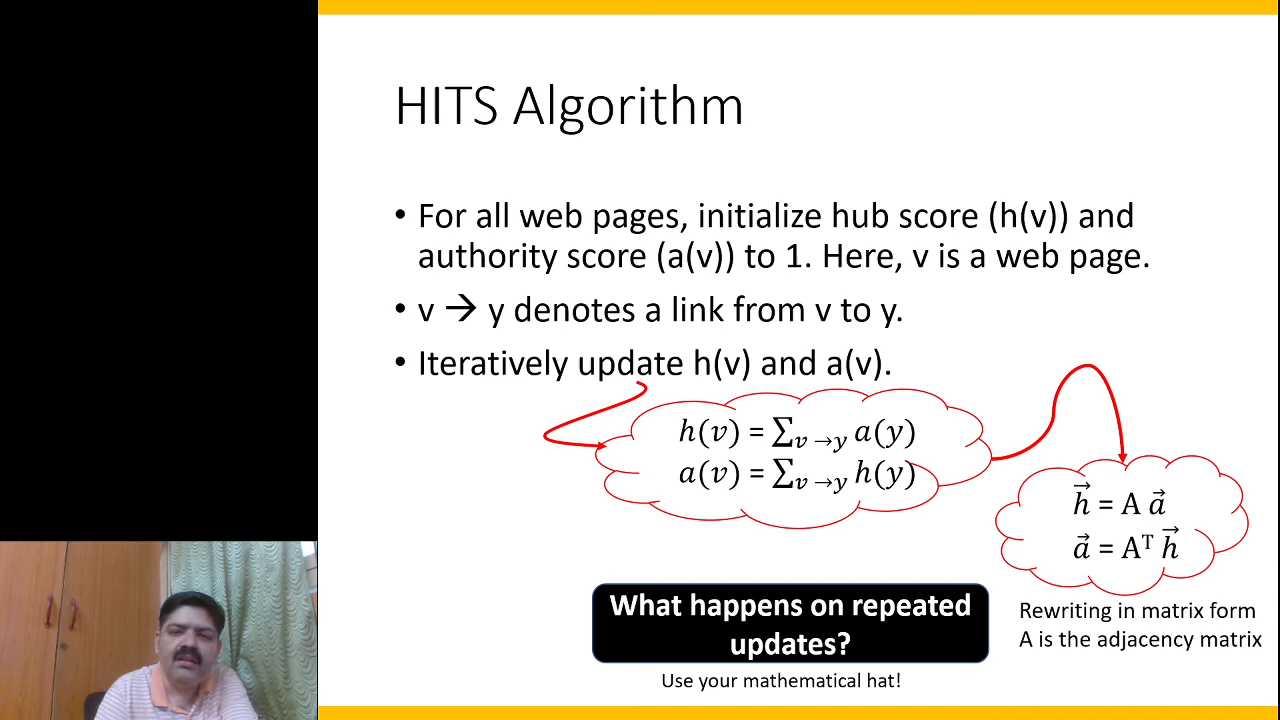 HITS Algorithm
• For all web pages, initialize hub score (h(v)) and
authority score (a(v)) to 1. Here, v is a web page.
• v → y denotes a link from v to y.
• Iteratively update h(v) and a(v).
h(v) = ∑_{v →y} a(y)
a(v) = ∑_{v →y} h(y)
h⃗ = A a⃗
a⃗ = Aᵀ h⃗
Rewriting in matrix form
A is the adjacency matrix
What happens on repeated
updates?
Use your mathematical hat!